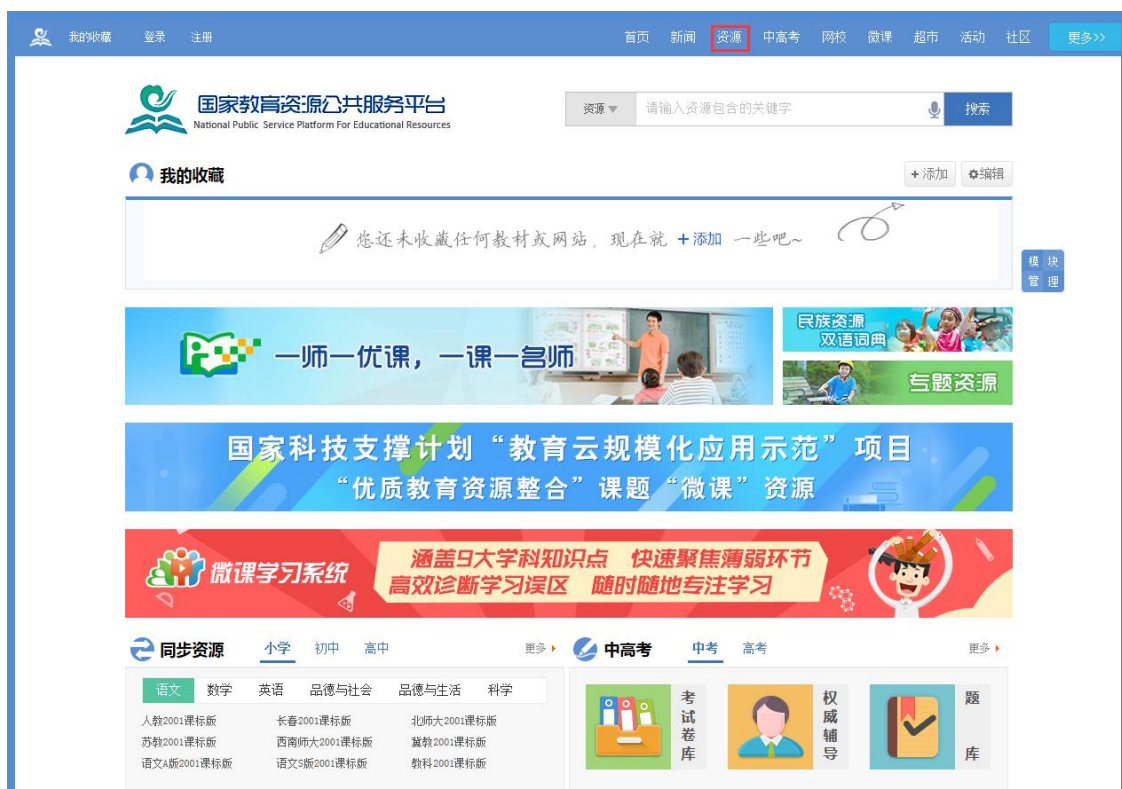 我的收藏 登录 注册 首页 新闻 资源 中高考 网校 微课 超市 活动 社区 更多>>
国家教育资源公共服务平台
National Public Service Platform For Educational Resources
资源 请输入资源包含的关键字 搜索
我的收藏 +添加 编辑
您还未收藏任何教材或网站，现在就 +添加 一些吧~
模块
管理
一师一优课，一课一名师
民族资源
双语词典
专题资源
国家科技支撑计划“教育云规模化应用示范”项目
“优质教育资源整合”课题“微课”资源
微课学习系统
涵盖9大学科知识点 快速聚焦薄弱环节
高效诊断学习误区 随时随地专注学习
同步资源 小学 初中 高中 更多
语文 数学 英语 品德与社会 品德与生活 科学
人教2001课标版 长春2001课标版 北师大2001课标版
苏教2001课标版 西南师大2001课标版 冀教2001课标版
语文A版2001课标版 语文S版2001课标版 教科2001课标版
中高考 中考 高考 更多
考试卷库
权威辅导
题库